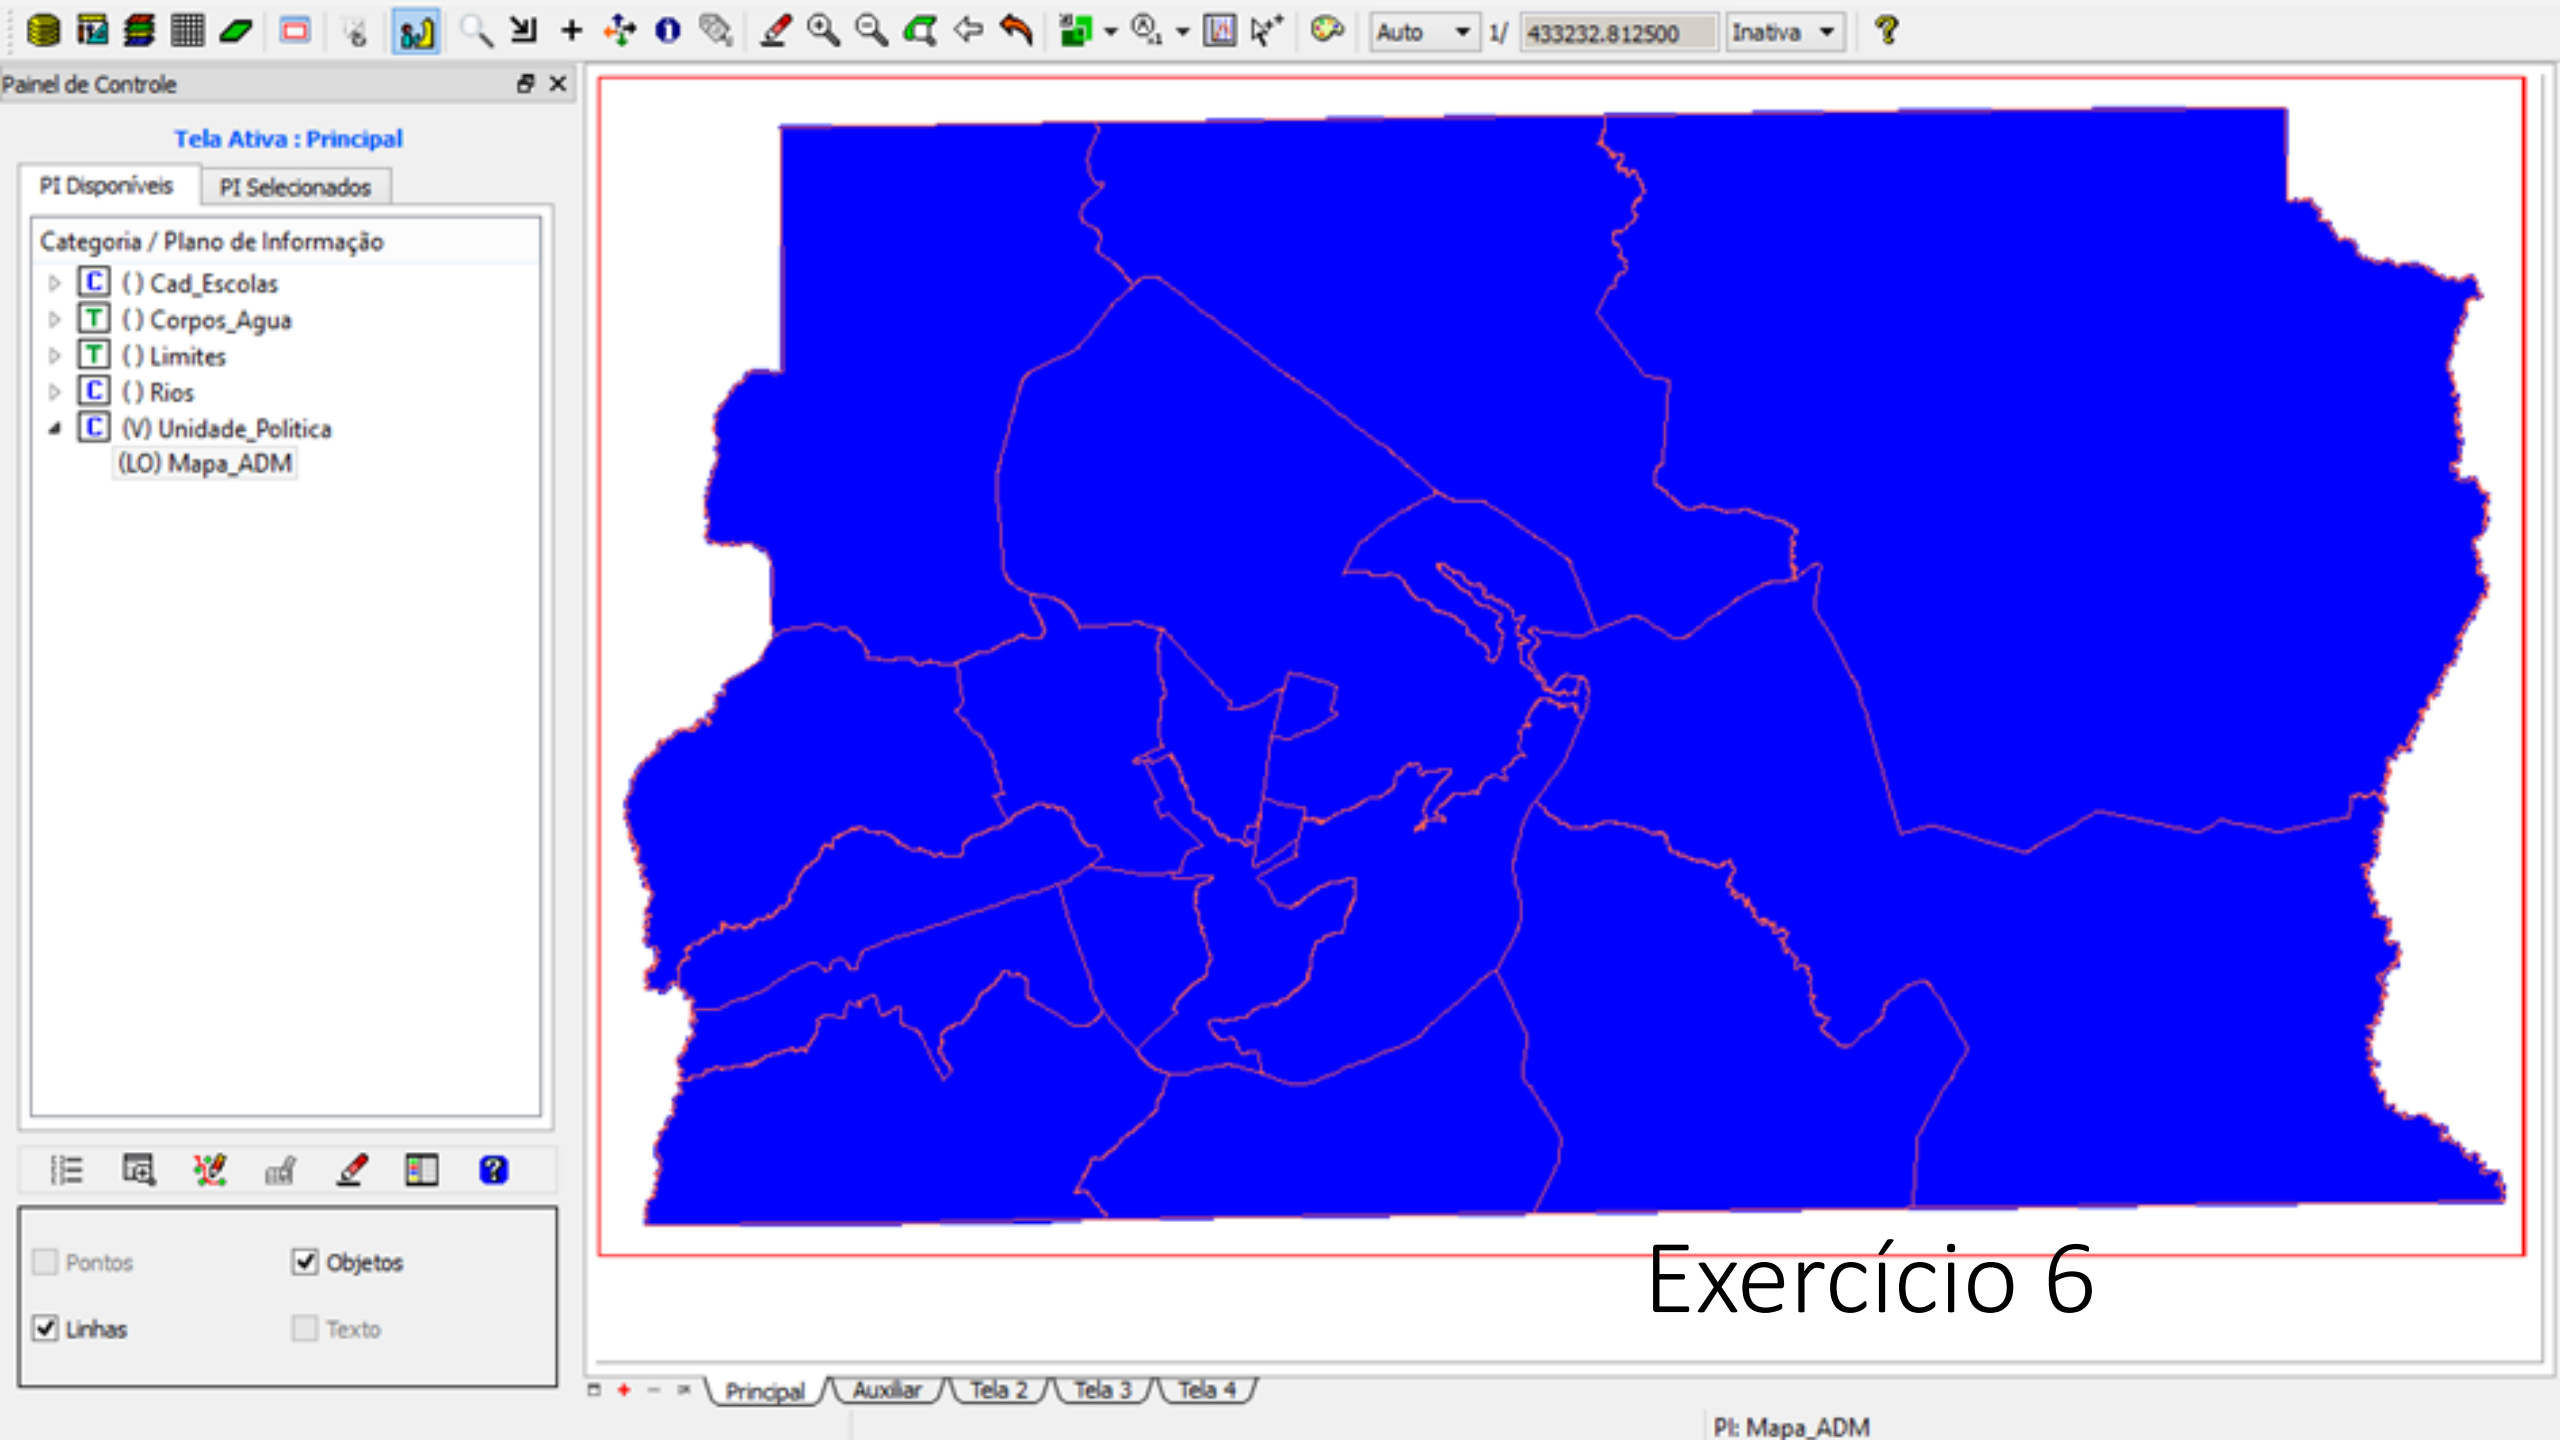 Auto 1/ 433232.812500 Inativa
Painel de Controle
Tela Ativa : Principal
PI Disponíveis PI Selecionados
Categoria / Plano de Informação
C () Cad_Escolas
T () Corpos_Agua
T () Limites
C () Rios
C (V) Unidade_Politica
(LO) Mapa_ADM
Pontos Objetos
Linhas Texto
Exercício 6
Principal Auxiliar Tela 2 Tela 3 Tela 4
PI: Mapa_ADM